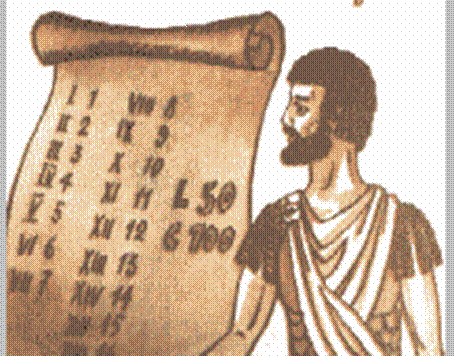 I 1
II 2
III 3
IV 4
V 5
VI 6
VII 7
VIII 8
IX 9
X 10
XI 11
XII 12
XIII 13
XIV 14
XV 15
L 50
C 100